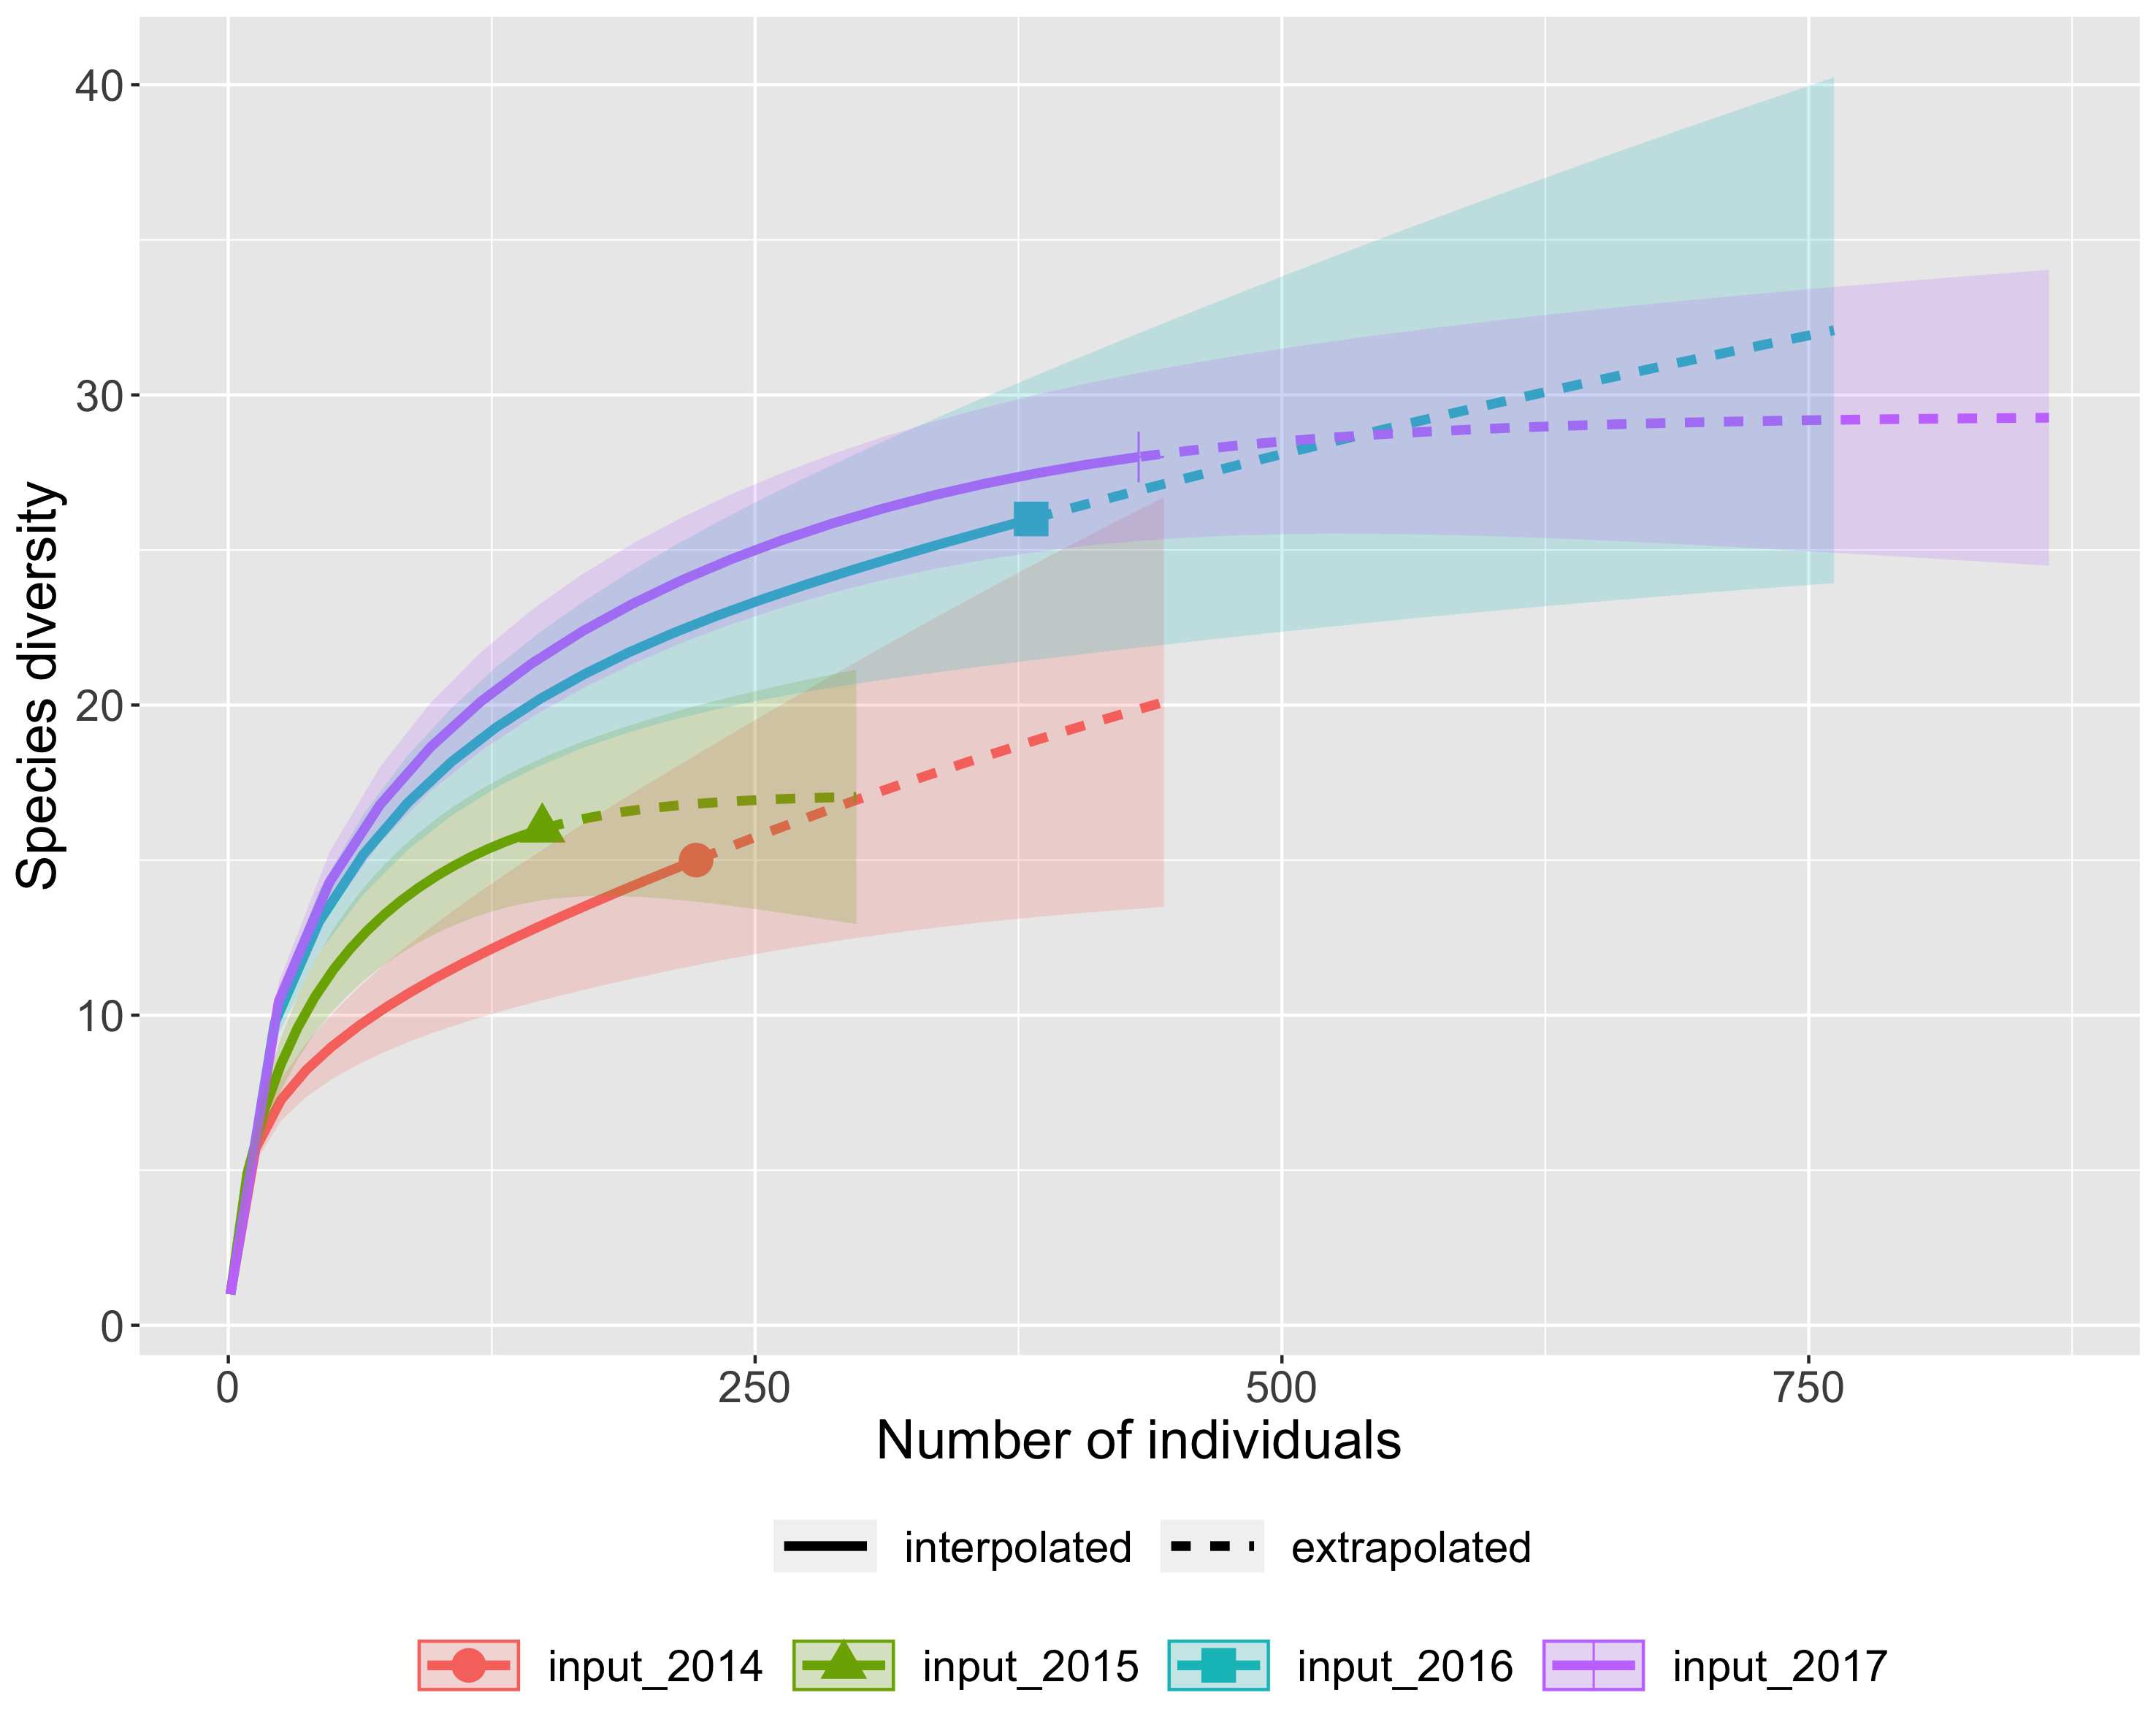 Species diversity
40
30
20
10
0
0 250 500 750
Number of individuals
interpolated extrapolated
input_2014 input_2015 input_2016 input_2017